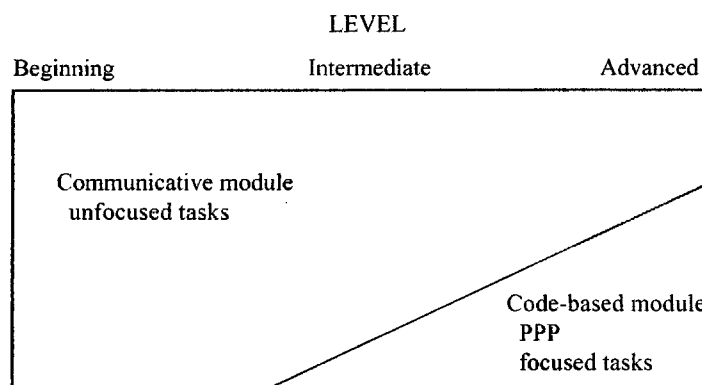 LEVEL
Beginning Intermediate Advanced
Communicative module
unfocused tasks
Code-based module
PPP
focused tasks